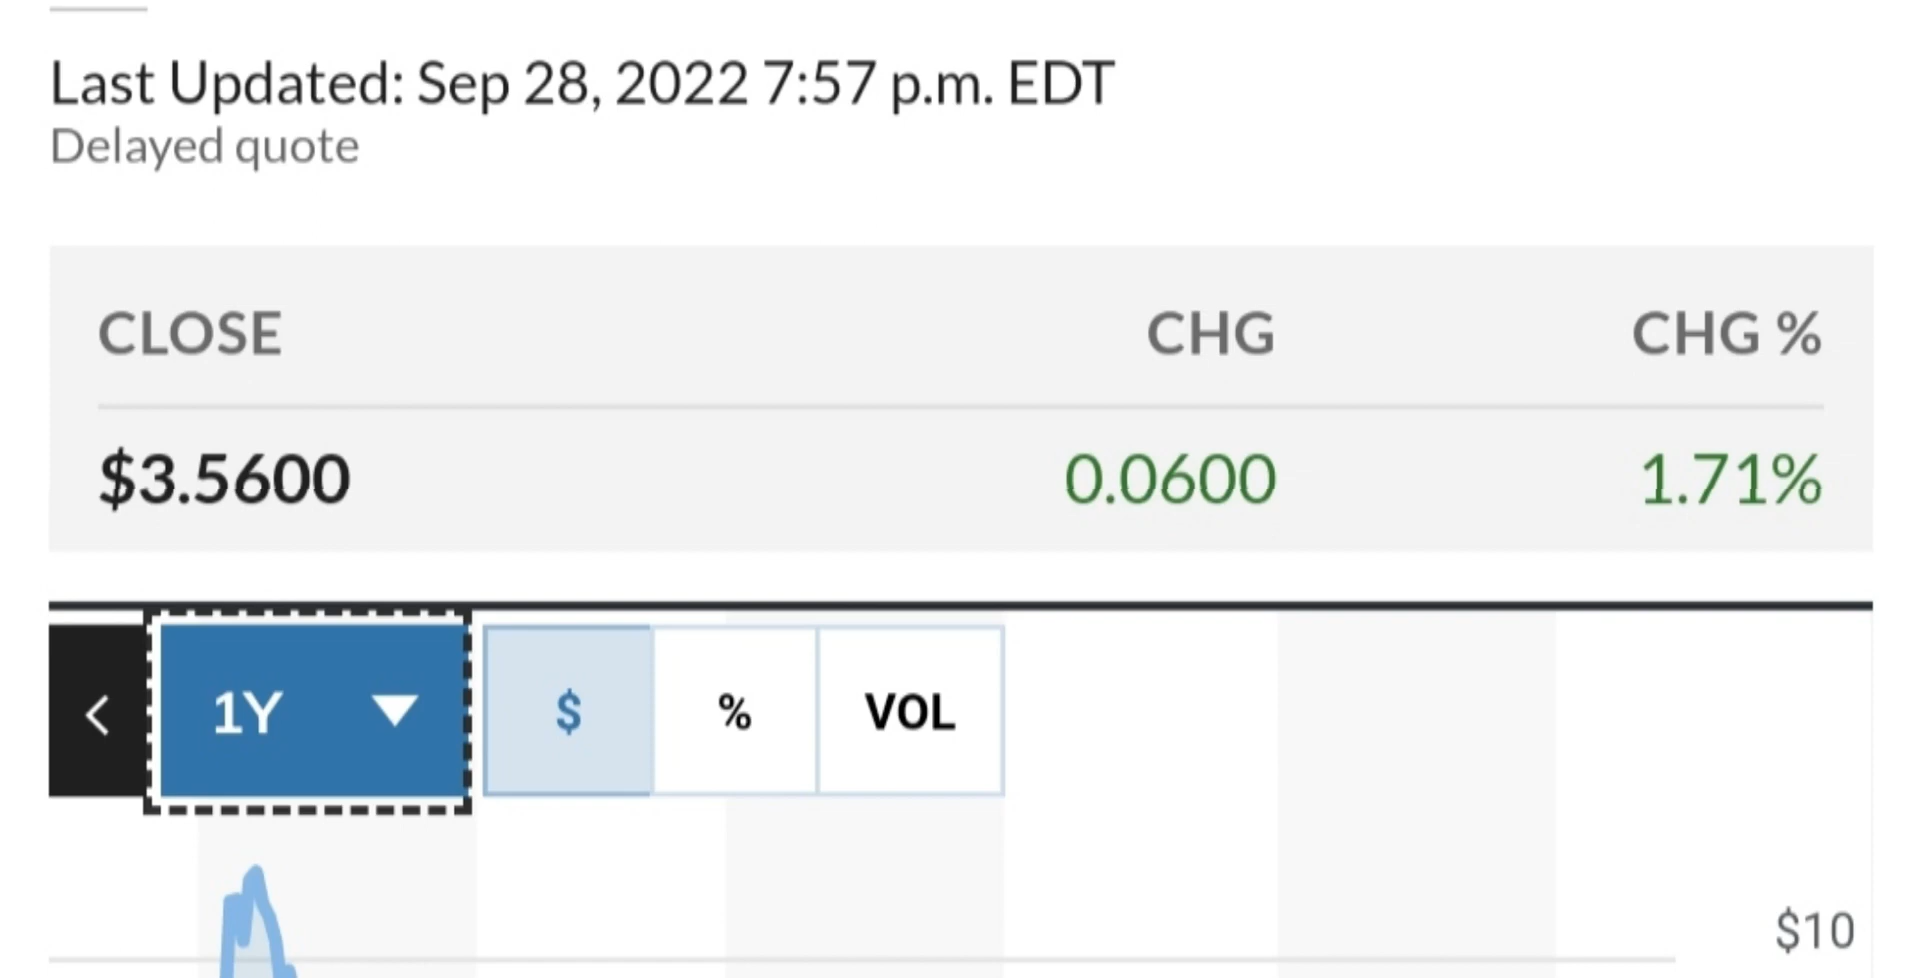 Last Updated: Sep 28, 2022 7:57 p.m. EDT
Delayed quote
CLOSE CHG CHG %
$3.5600 0.0600 1.71%
1Y $ % VOL
$10